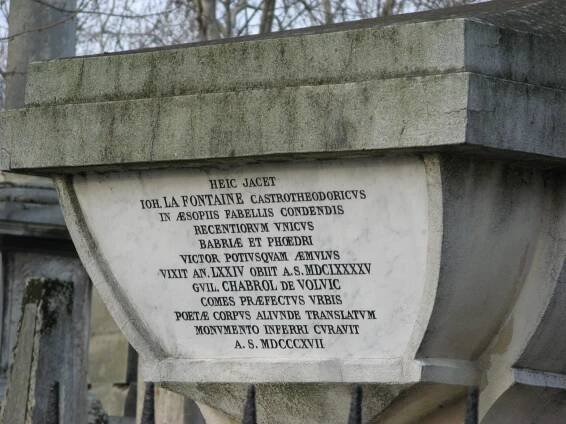 HEIC JACET
IOH. LA FONTAINE CASTROTHEODORICVS
IN ÆSOPIIS FABELLIS CONDENDIS
RECENTIORVM VNICVS
BABRIÆ ET PHŒDRI
VICTOR POTIVSQVAM ÆMVLVS
VIXIT AN. LXXIV OBIIT A.S. MDCLXXXXV
GVIL. CHABROL DE VOLVIC
COMES PRÆFECTVS VRBIS
POETÆ CORPVS ALIVNDE TRANSLATVM
MONVMENTO INFERRI CVRAVIT
A. S. MDCCCXVII